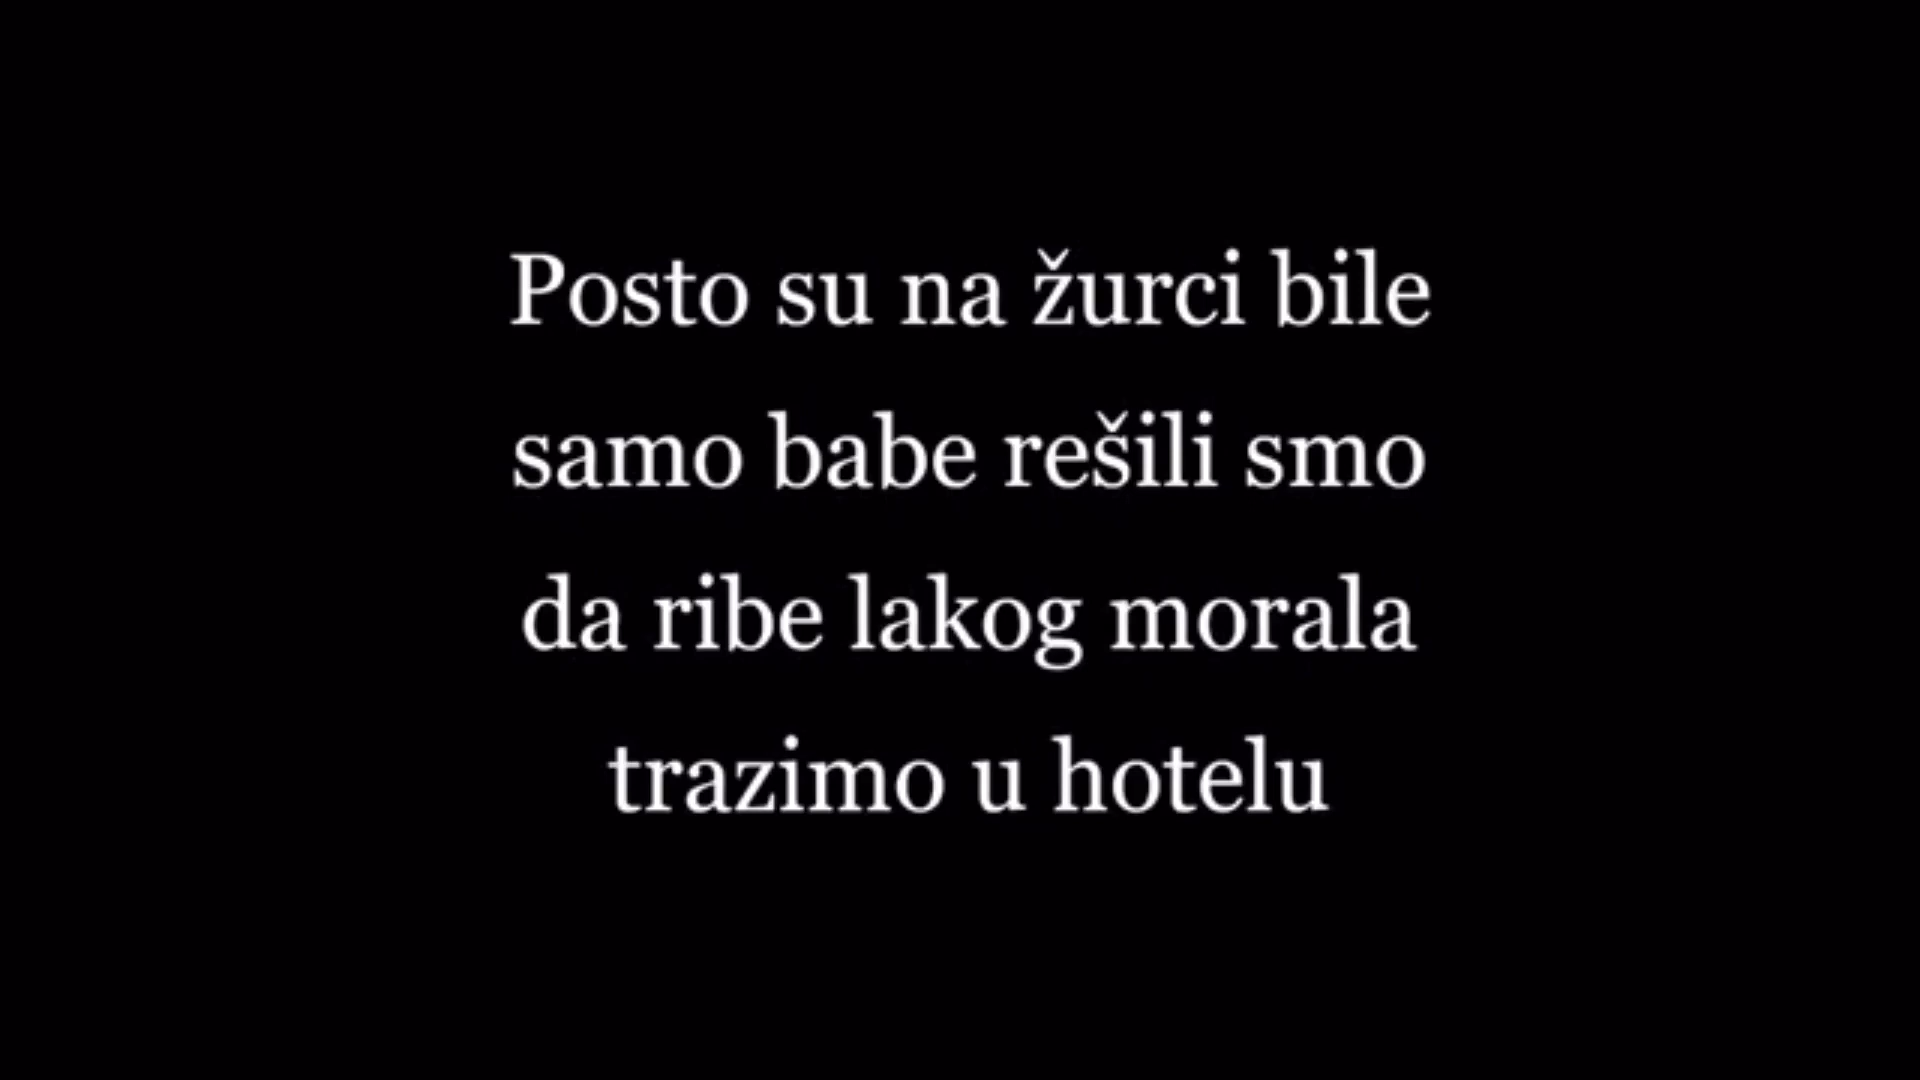 Posto su na žurci bile
samo babe rešili smo
da ribe lakog morala
trazimo u hotelu